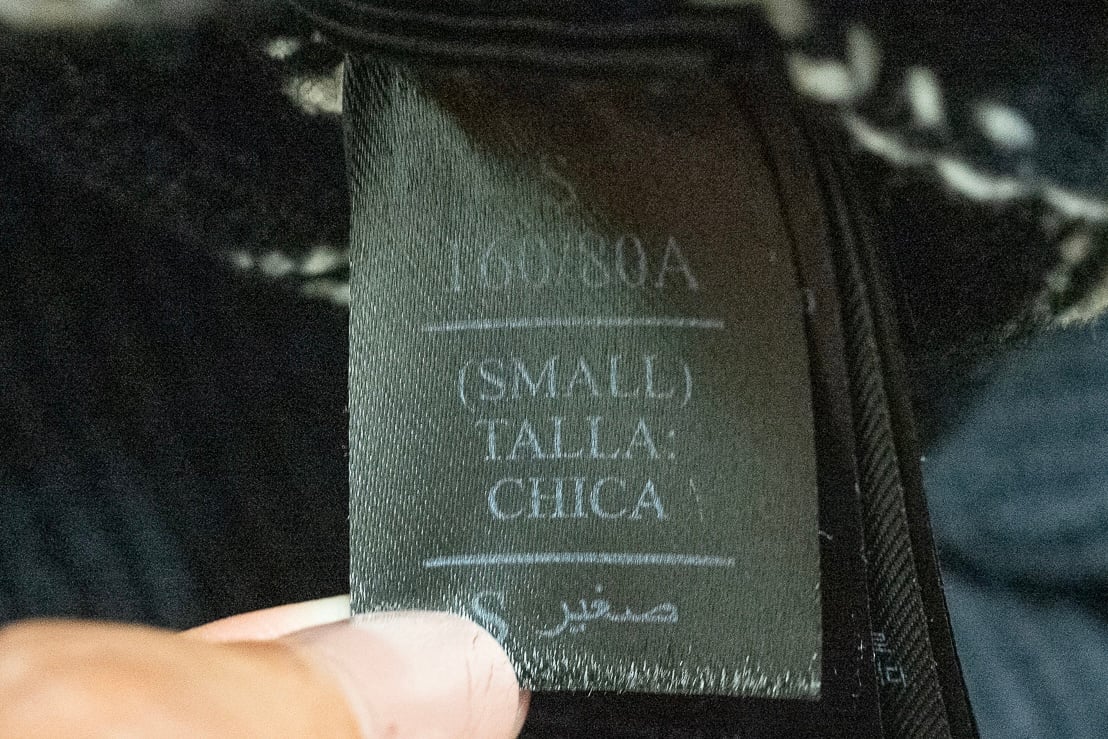 S
160/80A
(SMALL)
TALLA:
CHICA
S صغير